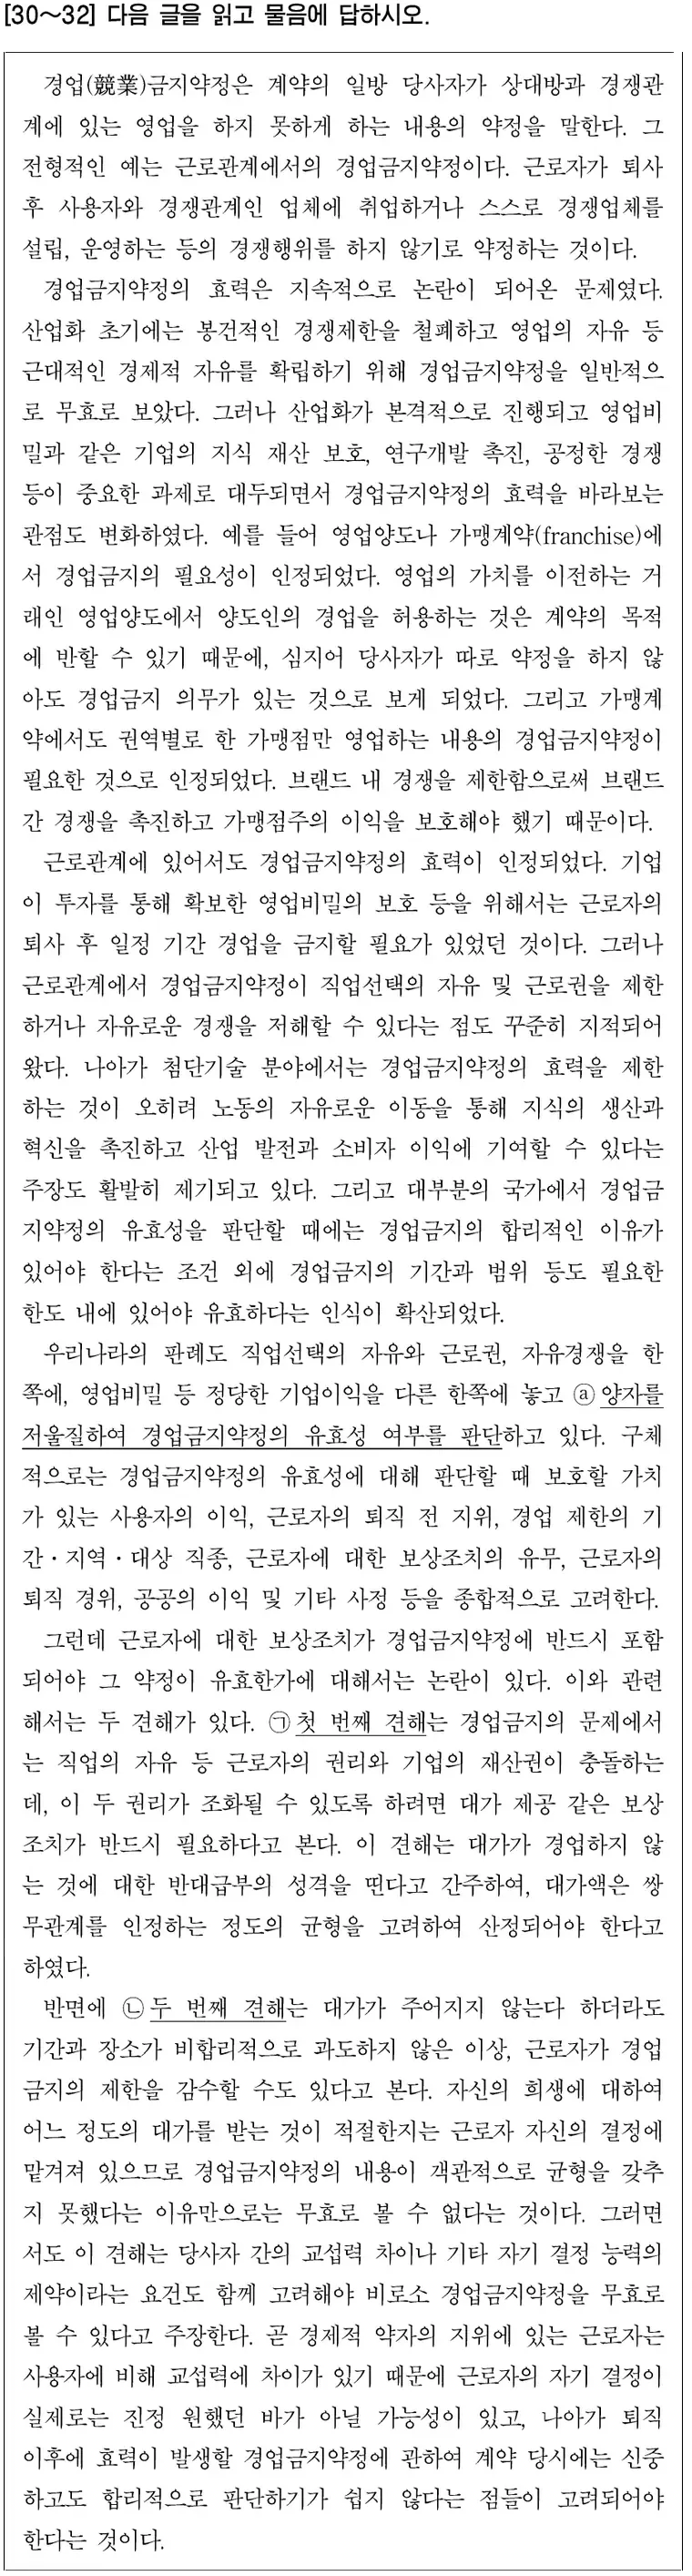 [30～32] 다음 글을 읽고 물음에 답하시오.
경업(競業)금지약정은 계약의 일방 당사자가 상대방과 경쟁관
계에 있는 영업을 하지 못하게 하는 내용의 약정을 말한다. 그
전형적인 예는 근로관계에서의 경업금지약정이다. 근로자가 퇴사
후 사용자와 경쟁관계인 업체에 취업하거나 스스로 경쟁업체를
설립, 운영하는 등의 경쟁행위를 하지 않기로 약정하는 것이다.
경업금지약정의 효력은 지속적으로 논란이 되어온 문제였다.
산업화 초기에는 봉건적인 경쟁제한을 철폐하고 영업의 자유 등
근대적인 경제적 자유를 확립하기 위해 경업금지약정을 일반적으
로 무효로 보았다. 그러나 산업화가 본격적으로 진행되고 영업비
밀과 같은 기업의 지식 재산 보호, 연구개발 촉진, 공정한 경쟁
등이 중요한 과제로 대두되면서 경업금지약정의 효력을 바라보는
관점도 변화하였다. 예를 들어 영업양도나 가맹계약(franchise)에
서 경업금지의 필요성이 인정되었다. 영업의 가치를 이전하는 거
래인 영업양도에서 양도인의 경업을 허용하는 것은 계약의 목적
에 반할 수 있기 때문에, 심지어 당사자가 따로 약정을 하지 않
아도 경업금지 의무가 있는 것으로 보게 되었다. 그리고 가맹계
약에서도 권역별로 한 가맹점만 영업하는 내용의 경업금지약정이
필요한 것으로 인정되었다. 브랜드 내 경쟁을 제한함으로써 브랜드
간 경쟁을 촉진하고 가맹점주의 이익을 보호해야 했기 때문이다.
근로관계에 있어서도 경업금지약정의 효력이 인정되었다. 기업
이 투자를 통해 확보한 영업비밀의 보호 등을 위해서는 근로자의
퇴사 후 일정 기간 경업을 금지할 필요가 있었던 것이다. 그러나
근로관계에서 경업금지약정이 직업선택의 자유 및 근로권을 제한
하거나 자유로운 경쟁을 저해할 수 있다는 점도 꾸준히 지적되어
왔다. 나아가 첨단기술 분야에서는 경업금지약정의 효력을 제한
하는 것이 오히려 노동의 자유로운 이동을 통해 지식의 생산과
혁신을 촉진하고 산업 발전과 소비자 이익에 기여할 수 있다는
주장도 활발히 제기되고 있다. 그리고 대부분의 국가에서 경업금
지약정의 유효성을 판단할 때에는 경업금지의 합리적인 이유가
있어야 한다는 조건 외에 경업금지의 기간과 범위 등도 필요한
한도 내에 있어야 유효하다는 인식이 확산되었다.
우리나라의 판례도 직업선택의 자유와 근로권, 자유경쟁을 한
쪽에, 영업비밀 등 정당한 기업이익을 다른 한쪽에 놓고 ⓐ양자를
저울질하여 경업금지약정의 유효성 여부를 판단하고 있다. 구체
적으로는 경업금지약정의 유효성에 대해 판단할 때 보호할 가치
가 있는 사용자의 이익, 근로자의 퇴직 전 지위, 경업 제한의 기
간·지역·대상 직종, 근로자에 대한 보상조치의 유무, 근로자의
퇴직 경위, 공공의 이익 및 기타 사정 등을 종합적으로 고려한다.
그런데 근로자에 대한 보상조치가 경업금지약정에 반드시 포함
되어야 그 약정이 유효한가에 대해서는 논란이 있다. 이와 관련
해서는 두 견해가 있다. ㉠첫 번째 견해는 경업금지의 문제에서
는 직업의 자유 등 근로자의 권리와 기업의 재산권이 충돌하는
데, 이 두 권리가 조화될 수 있도록 하려면 대가 제공 같은 보상
조치가 반드시 필요하다고 본다. 이 견해는 대가가 경업하지 않
는 것에 대한 반대급부의 성격을 띤다고 간주하여, 대가액은 쌍
무관계를 인정하는 정도의 균형을 고려하여 산정되어야 한다고
하였다.
반면에 ㉡두 번째 견해는 대가가 주어지지 않는다 하더라도
기간과 장소가 비합리적으로 과도하지 않은 이상, 근로자가 경업
금지의 제한을 감수할 수도 있다고 본다. 자신의 희생에 대하여
어느 정도의 대가를 받는 것이 적절한지는 근로자 자신의 결정에
맡겨져 있으므로 경업금지약정의 내용이 객관적으로 균형을 갖추
지 못했다는 이유만으로는 무효로 볼 수 없다는 것이다. 그러면
서도 이 견해는 당사자 간의 교섭력 차이나 기타 자기 결정 능력의
제약이라는 요건도 함께 고려해야 비로소 경업금지약정을 무효로
볼 수 있다고 주장한다. 곧 경제적 약자의 지위에 있는 근로자는
사용자에 비해 교섭력에 차이가 있기 때문에 근로자의 자기 결정이
실제로는 진정 원했던 바가 아닐 가능성이 있고, 나아가 퇴직
이후에 효력이 발생할 경업금지약정에 관하여 계약 당시에는 신중
하고도 합리적으로 판단하기가 쉽지 않다는 점들이 고려되어야
한다는 것이다.